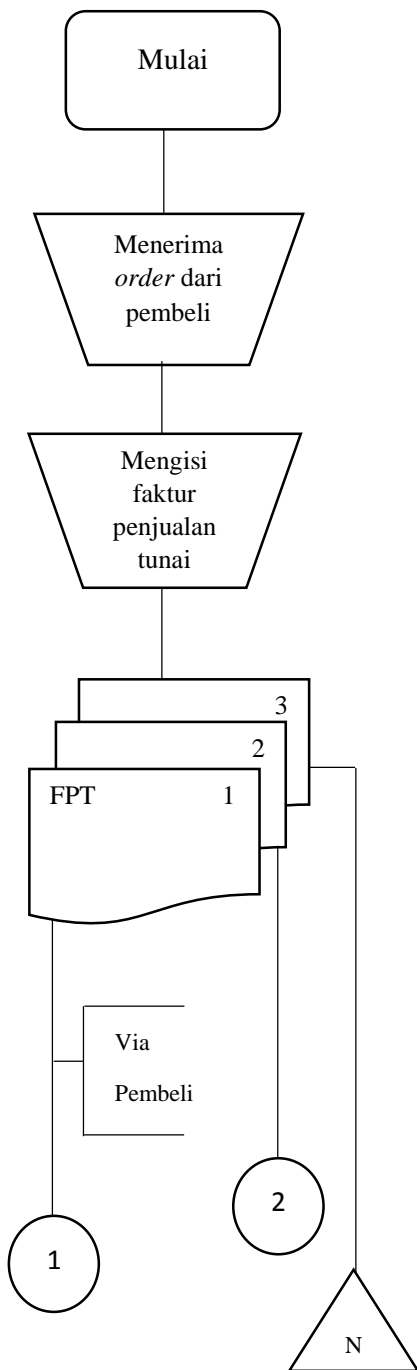 Mulai
Menerima
order dari
pembeli
Mengisi
faktur
penjualan
tunai
3
2
FPT 1
Via
Pembeli
2
1
N